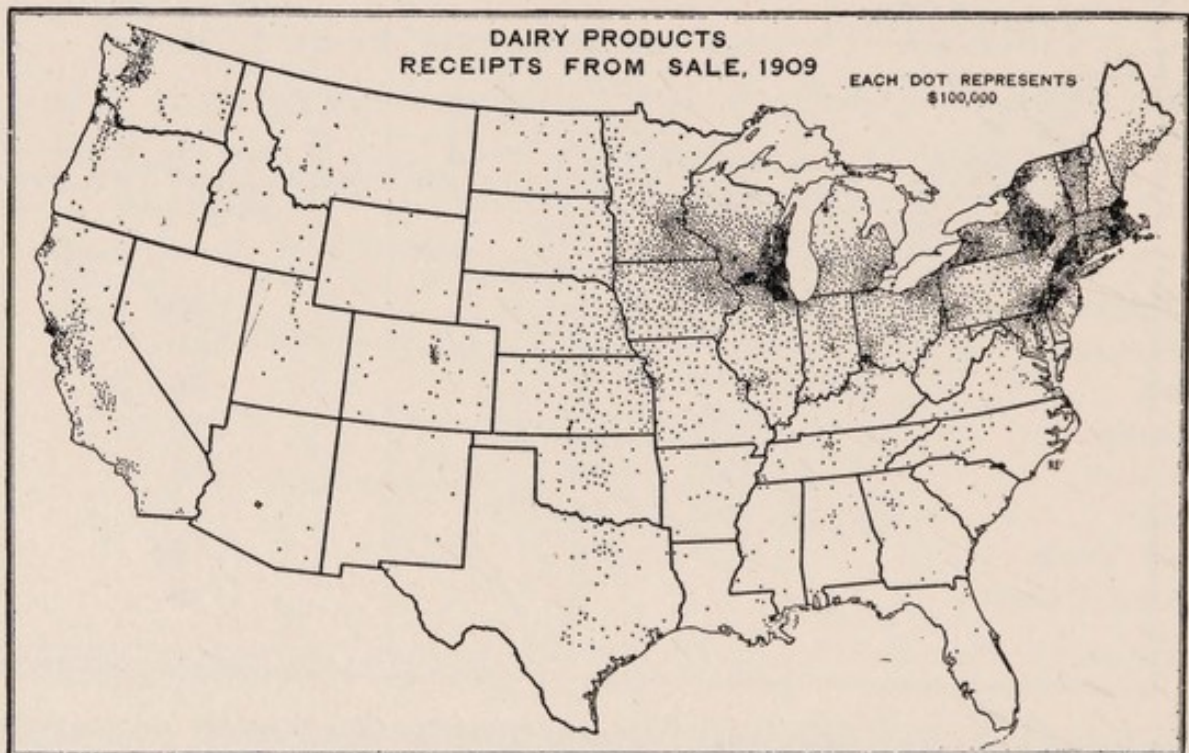 DAIRY PRODUCTS
RECEIPTS FROM SALE, 1909
EACH DOT REPRESENTS
$100,000